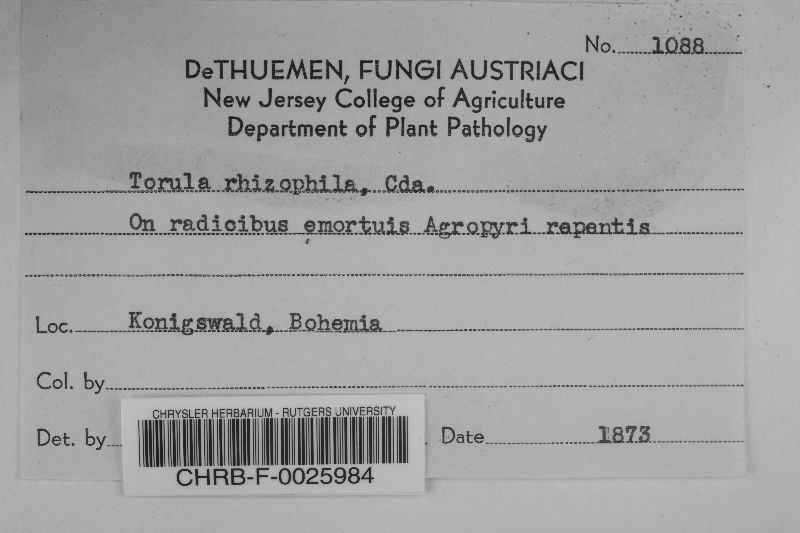 No. 1088
DeTHUEMEN, FUNGI AUSTRIACI
New Jersey College of Agriculture
Department of Plant Pathology
Torula rhizophila, Cda.
On radicibus emortuis Agropyri repentis
Loc. Konigswald, Bohemia
Col. by
Det. by
Date 1873
CHRYSLER HERBARIUM - RUTGERS UNIVERSITY
CHRB-F-0025984